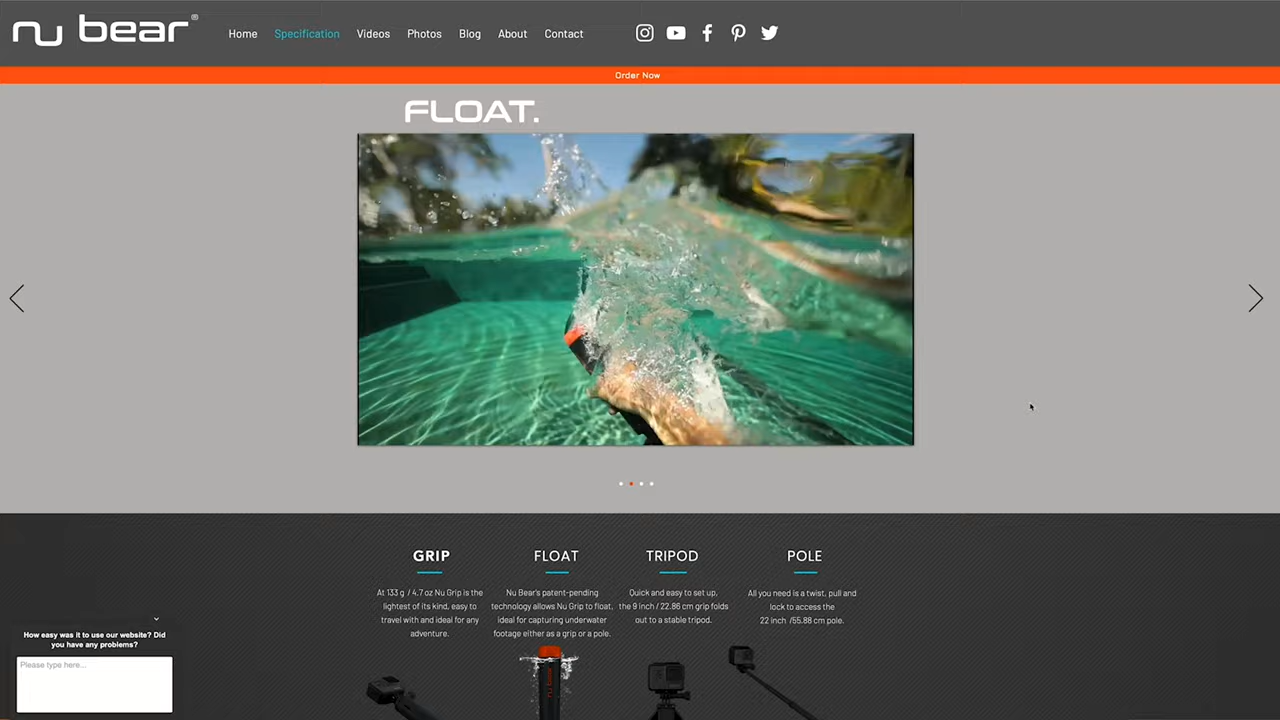 nu bear®
Home Specification Videos Photos Blog About Contact
Order Now
FLOAT.
GRIP
At 133 g / 4.7 oz Nu Grip is the
lightest of its kind, easy to
travel with and ideal for any
adventure.
FLOAT
Nu Bear's patent-pending
technology allows Nu Grip to float,
ideal for capturing underwater
footage either as a grip or a pole.
TRIPOD
Quick and easy to set up,
the 9 inch / 22.86 cm grip folds
out to a stable tripod.
POLE
All you need is a twist, pull and
lock to access the
22 inch /55.88 cm pole.
How easy was it to use our website? Did
you have any problems?
Please type here...
nu bear